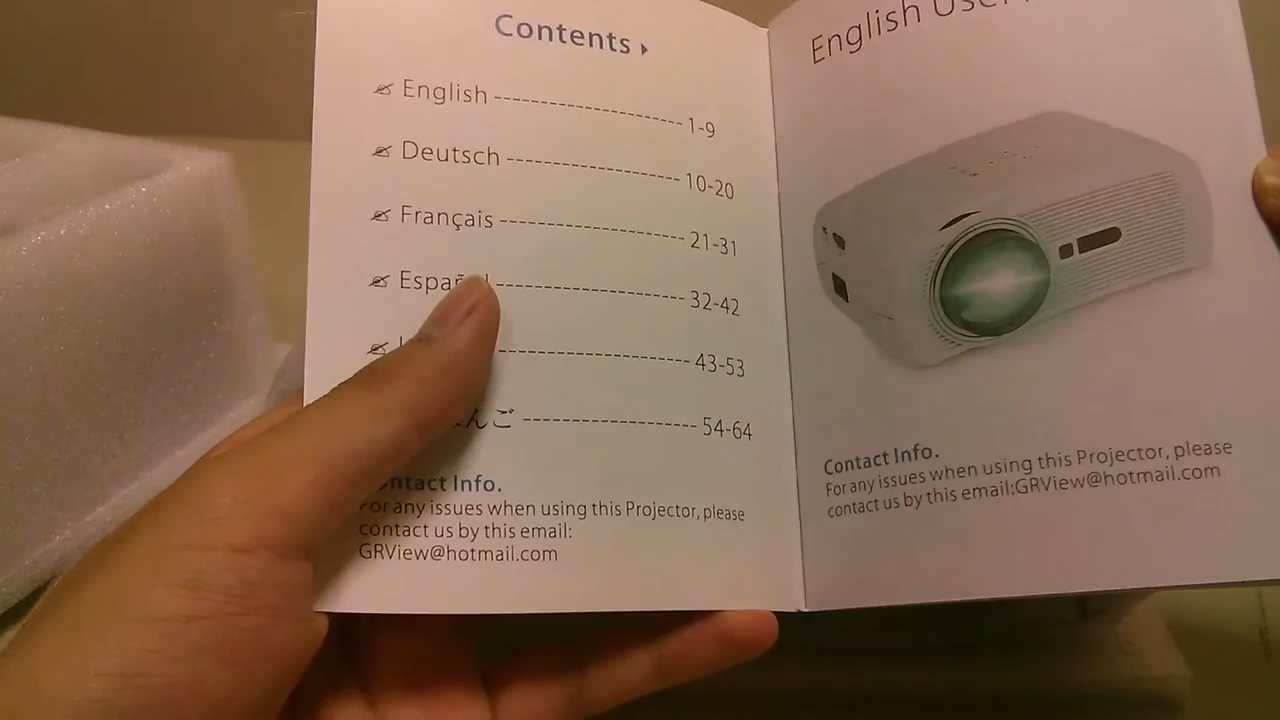 Contents
English ------------------------ 1-9
Deutsch ---------------------- 10-20
Français ----------------------- 21-31
----------------------- 32-42
----------------------- 43-53
んご --------------------- 54-64
Contact Info.
For any issues when using this Projector, please
contact us by this email:
GRView@hotmail.com
English
Contact Info.
For any issues when using this Projector, please
contact us by this email:GRView@hotmail.com